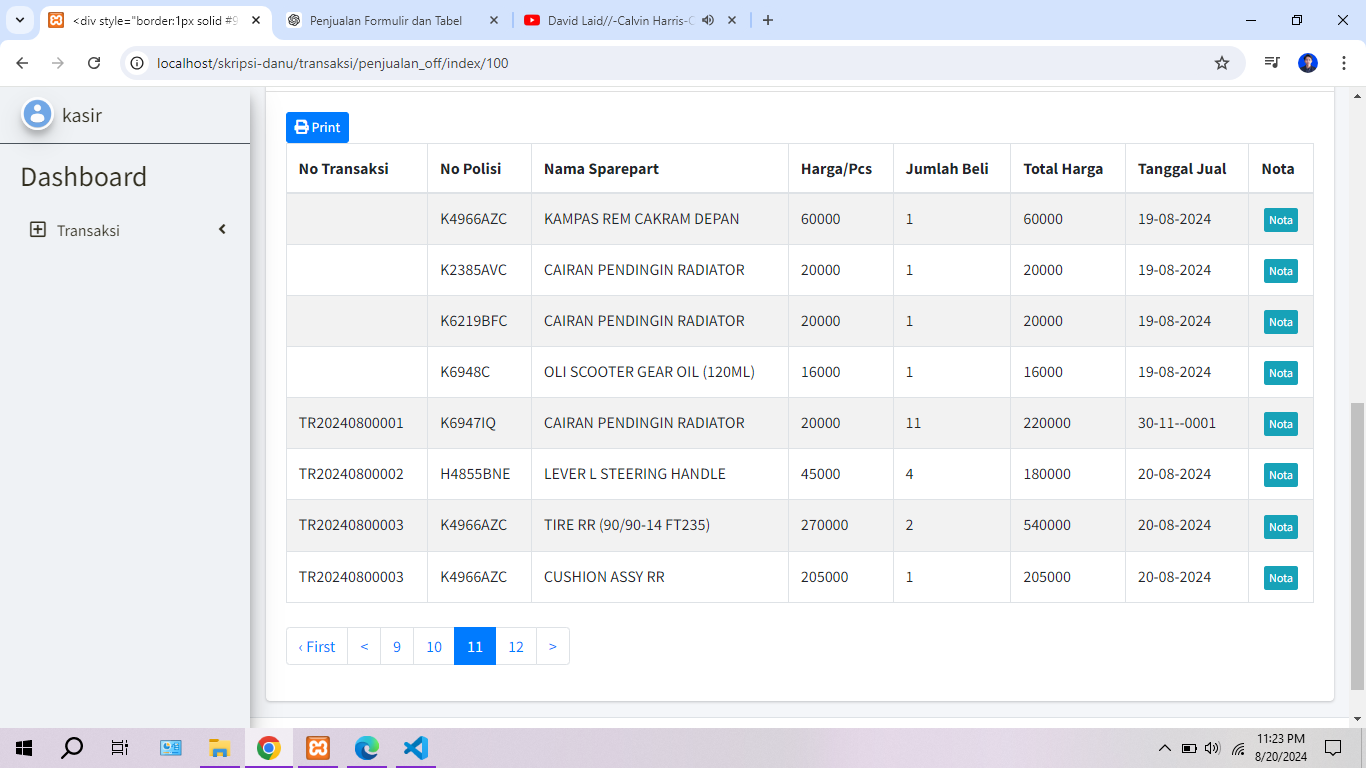 <div style="border:1px solid #9
Penjualan Formulir dan Tabel
David Laid//-Calvin Harris-C
localhost/skripsi-danu/transaksi/penjualan_off/index/100
kasir
Dashboard
Transaksi
Print
No Transaksi No Polisi Nama Sparepart Harga/Pcs Jumlah Beli Total Harga Tanggal Jual Nota
K4966AZC KAMPAS REM CAKRAM DEPAN 60000 1 60000 19-08-2024 Nota
K2385AVC CAIRAN PENDINGIN RADIATOR 20000 1 20000 19-08-2024 Nota
K6219BFC CAIRAN PENDINGIN RADIATOR 20000 1 20000 19-08-2024 Nota
K6948C OLI SCOOTER GEAR OIL (120ML) 16000 1 16000 19-08-2024 Nota
TR20240800001 K6947IQ CAIRAN PENDINGIN RADIATOR 20000 11 220000 30-11--0001 Nota
TR20240800002 H4855BNE LEVER L STEERING HANDLE 45000 4 180000 20-08-2024 Nota
TR20240800003 K4966AZC TIRE RR (90/90-14 FT235) 270000 2 540000 20-08-2024 Nota
TR20240800003 K4966AZC CUSHION ASSY RR 205000 1 205000 20-08-2024 Nota
‹ First < 9 10 11 12 >
11:23 PM
8/20/2024